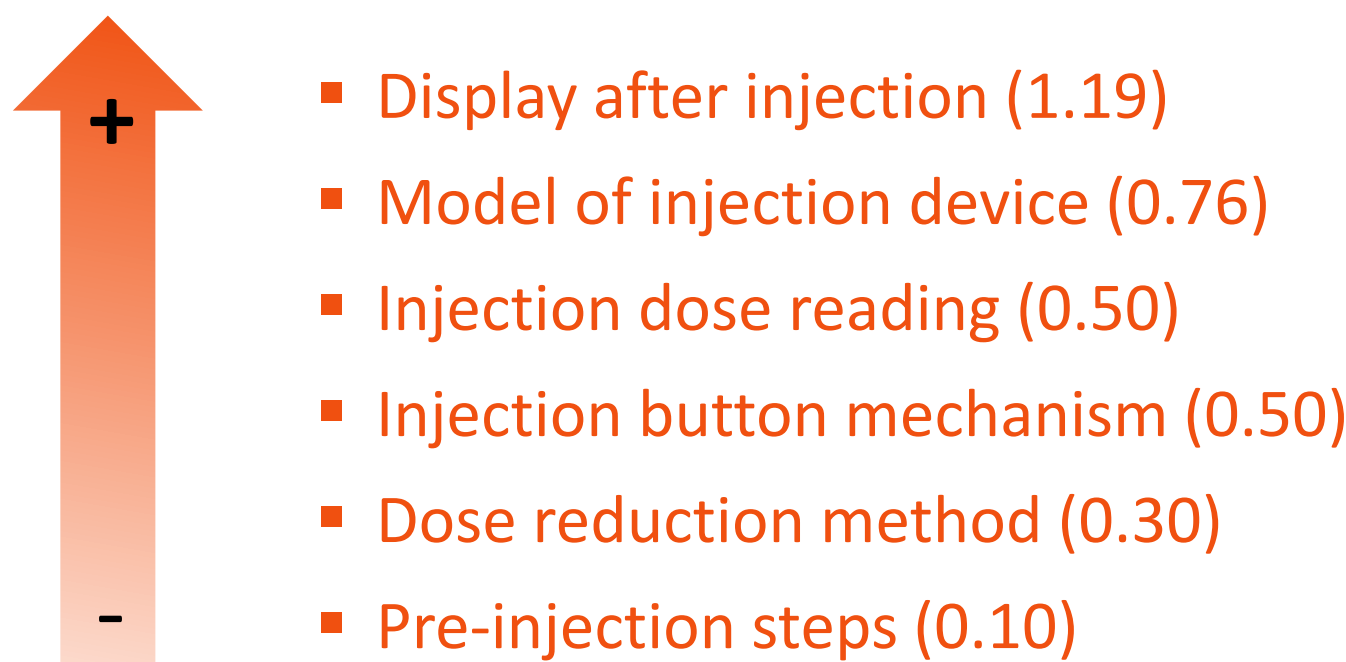 +
▪ Display after injection (1.19)
▪ Model of injection device (0.76)
▪ Injection dose reading (0.50)
▪ Injection button mechanism (0.50)
▪ Dose reduction method (0.30)
-
▪ Pre-injection steps (0.10)